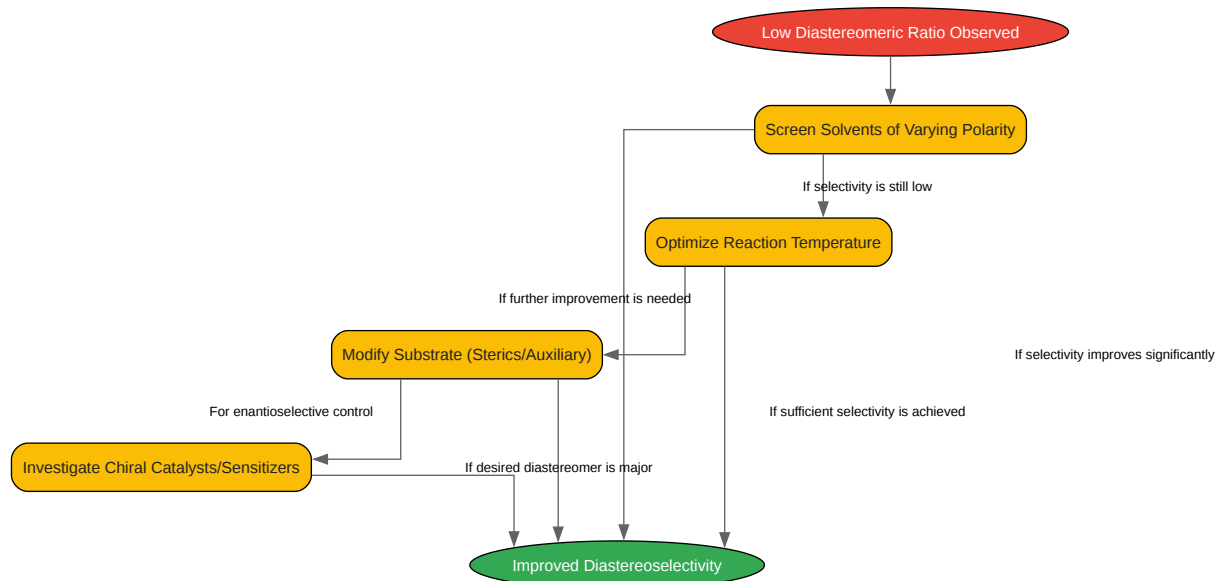 Low Diastereomeric Ratio Observed
Screen Solvents of Varying Polarity
If selectivity is still low
Optimize Reaction Temperature
If further improvement is needed
Modify Substrate (Sterics/Auxiliary)
If selectivity improves significantly
For enantioselective control
If sufficient selectivity is achieved
Investigate Chiral Catalysts/Sensitizers
If desired diastereomer is major
Improved Diastereoselectivity